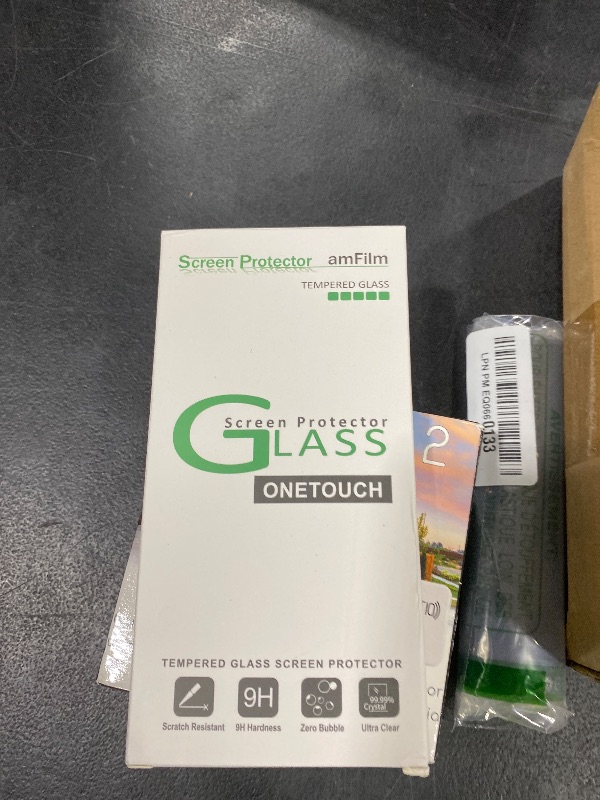 Screen Protector amFilm
TEMPERED GLASS
Screen Protector
GLASS
ONETOUCH
TEMPERED GLASS SCREEN PROTECTOR
9H
99.99%
Crystal
Scratch Resistant 9H Hardness Zero Bubble Ultra Clear
2
LPN PM EQ0660133